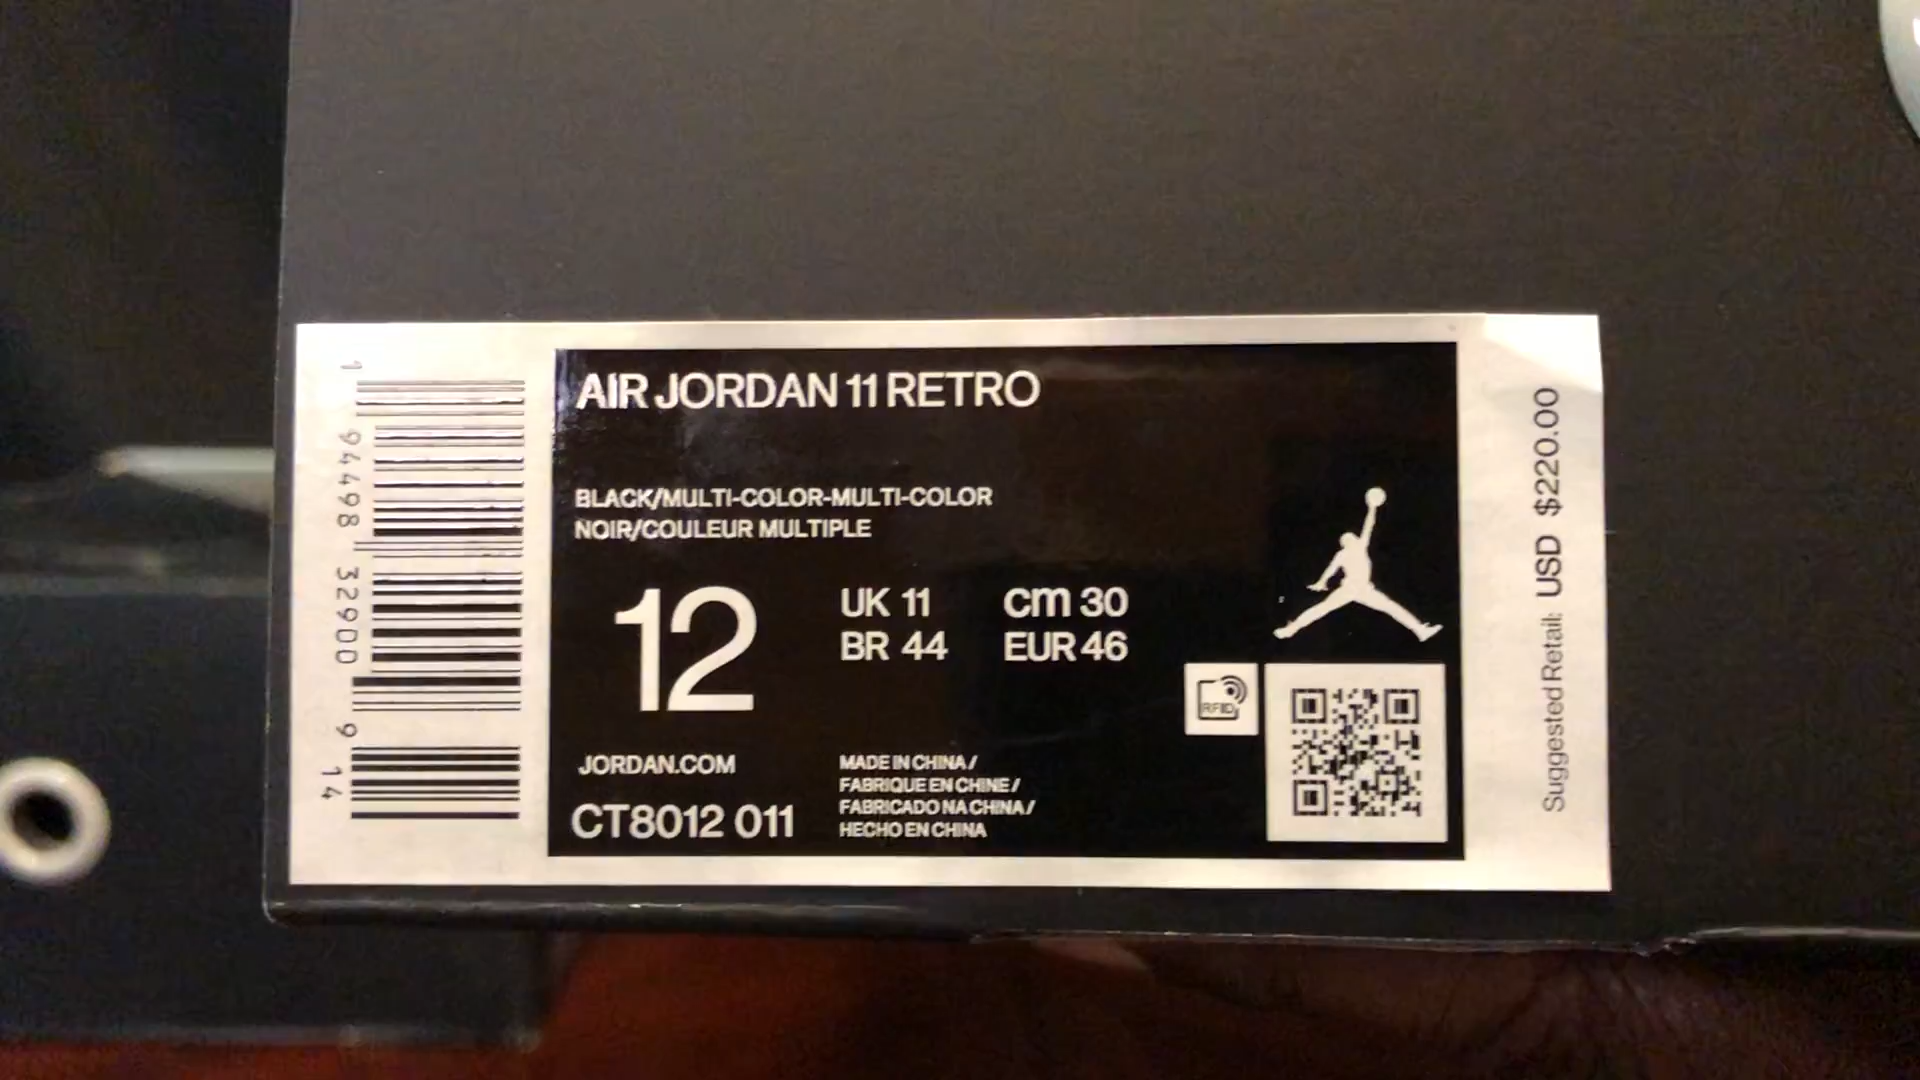 AIR JORDAN 11 RETRO
BLACK/MULTI-COLOR-MULTI-COLOR
NOIR/COULEUR MULTIPLE
12
UK 11
cm 30
BR 44
EUR 46
RFID
JORDAN.COM
CT8012 011
MADE IN CHINA /
FABRIQUE EN CHINE /
FABRICADO NA CHINA /
HECHO EN CHINA
1 94498 32900 9 14
Suggested Retail: USD $220.00